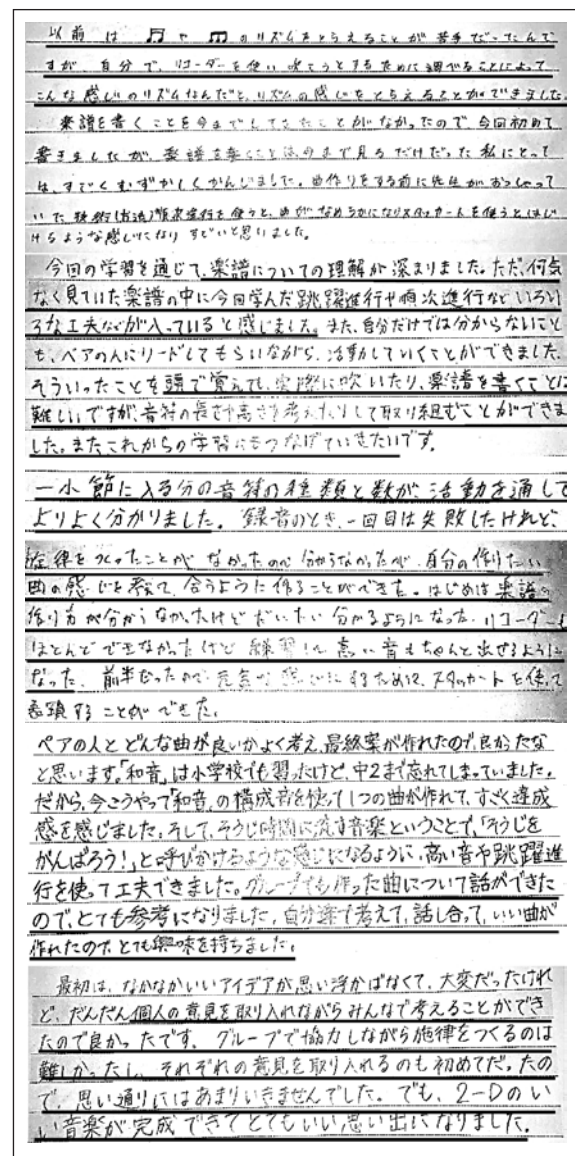 以前は ♫ や のリズムをとらえることが苦手だったんで
すが、自分で、リコーダーを使い吹こうとするために調べることによって
こんな感じのリズムなんだと、リズムの感じをとらえることができました。
楽譜を書くことを今までしてきたことがなかったので今回初めて
書きましたが、楽譜を書くことは今まで見るだけだった私にとって
は、すごくむずかしくかんじました。曲作りをする前に先生がおっしゃって
いた技術(方法)順次進行を使うと、曲がなめらかになりスタッカートを使うとはじ
けるような感じになりすごいと思いました。
今回の学習を通じて、楽譜についての理解が深まりました。ただ、何気
なく見ていた楽譜の中に今回学んだ跳躍進行や順次進行などいろい
ろな工夫などが入っていると感じました。また、自分だけでは分からないこと
も、ペアの人にリードしてもらいながら、活動していくことができました。
そういったことを頭で覚えても、実際に吹いたり、楽譜を書くことは
難しいですが、音符の長さや高さを考えたりして取り組むことができま
した。またこれからの学習にもつなげていきたいです。
一小節に入る分の音符の種類と数が、活動を通して
よりよく分かりました。録音のとき、一回目は失敗したけれど、
旋律をつくったことがなかったので分からなかったが、自分の作りたい
曲の感じを考えて、合うように作ることができた。はじめは楽譜の
作り方が分からなかったけどだいたい分かるようになった。リコーダーも
ほとんどできなかったけど練習して高い音もちゃんと出せるように
なった。前半だったので、元気な感じにするために、スタッカートを使って
表現することができた。
ペアの人とどんな曲が良いかよく考え、最終案が作れたので、良かったな
と思います。「和音」は小学校でも習ったけど、中2まで忘れてしまっていました。
だから、今こうやって「和音」の構成音を使って1つの曲が作れて、すごく達成
感を感じました。そして、そうじ時間に流す音楽ということで、「そうじを
がんばろう!」と呼びかけるような感じになるように、高い音や跳躍進
行を使って工夫できました。グループでも作った曲について話ができた
ので、とても参考になりました。自分達で考えて、話し合って、いい曲が
作れたので、とても興味を持ちました。
最初は、なかなかいいアイデアが思い浮かばなくて、大変だったけれ
ど、だんだん個人の意見を取り入れながらみんなで考えることができ
たので良かったです。グループで協力しながら旋律をつくるのは
難しかったし、それぞれの意見を取り入れるのも初めてだったの
で、思い通りにはあまりいきませんでした。でも、2-Dのい
い音楽が完成できてとてもいい思い出になりました。